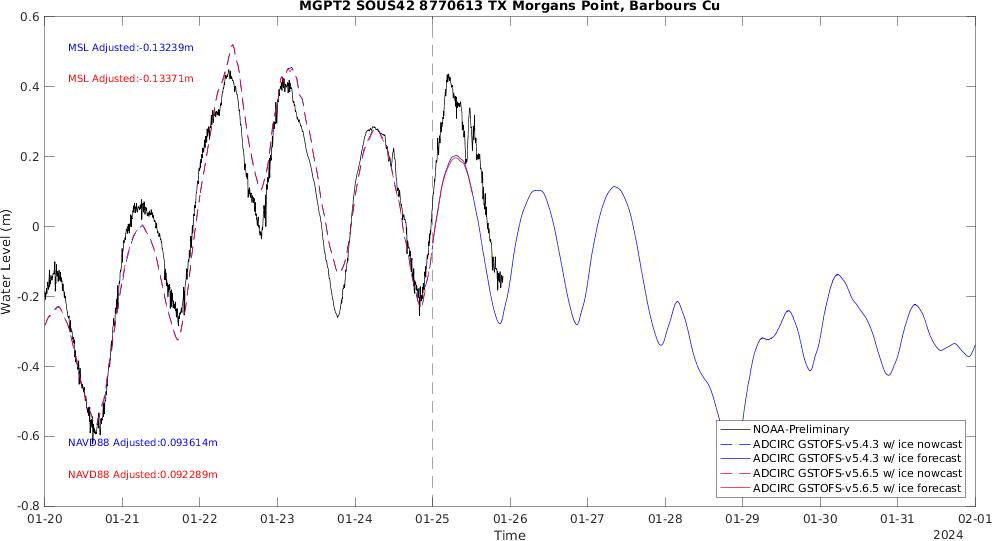 MGPT2 SOUS42 8770613 TX Morgans Point, Barbours Cu
0.6
0.4
0.2
0
-0.2
-0.4
-0.6
-0.8
Water Level (m)
MSL Adjusted:-0.13239m
MSL Adjusted:-0.13371m
NAVD88 Adjusted:0.093614m
NAVD88 Adjusted:0.092289m
NOAA-Preliminary
ADCIRC GSTOFS-v5.4.3 w/ ice nowcast
ADCIRC GSTOFS-v5.4.3 w/ ice forecast
ADCIRC GSTOFS-v5.6.5 w/ ice nowcast
ADCIRC GSTOFS-v5.6.5 w/ ice forecast
01-20 01-21 01-22 01-23 01-24 01-25 01-26 01-27 01-28 01-29 01-30 01-31 02-01
Time
2024